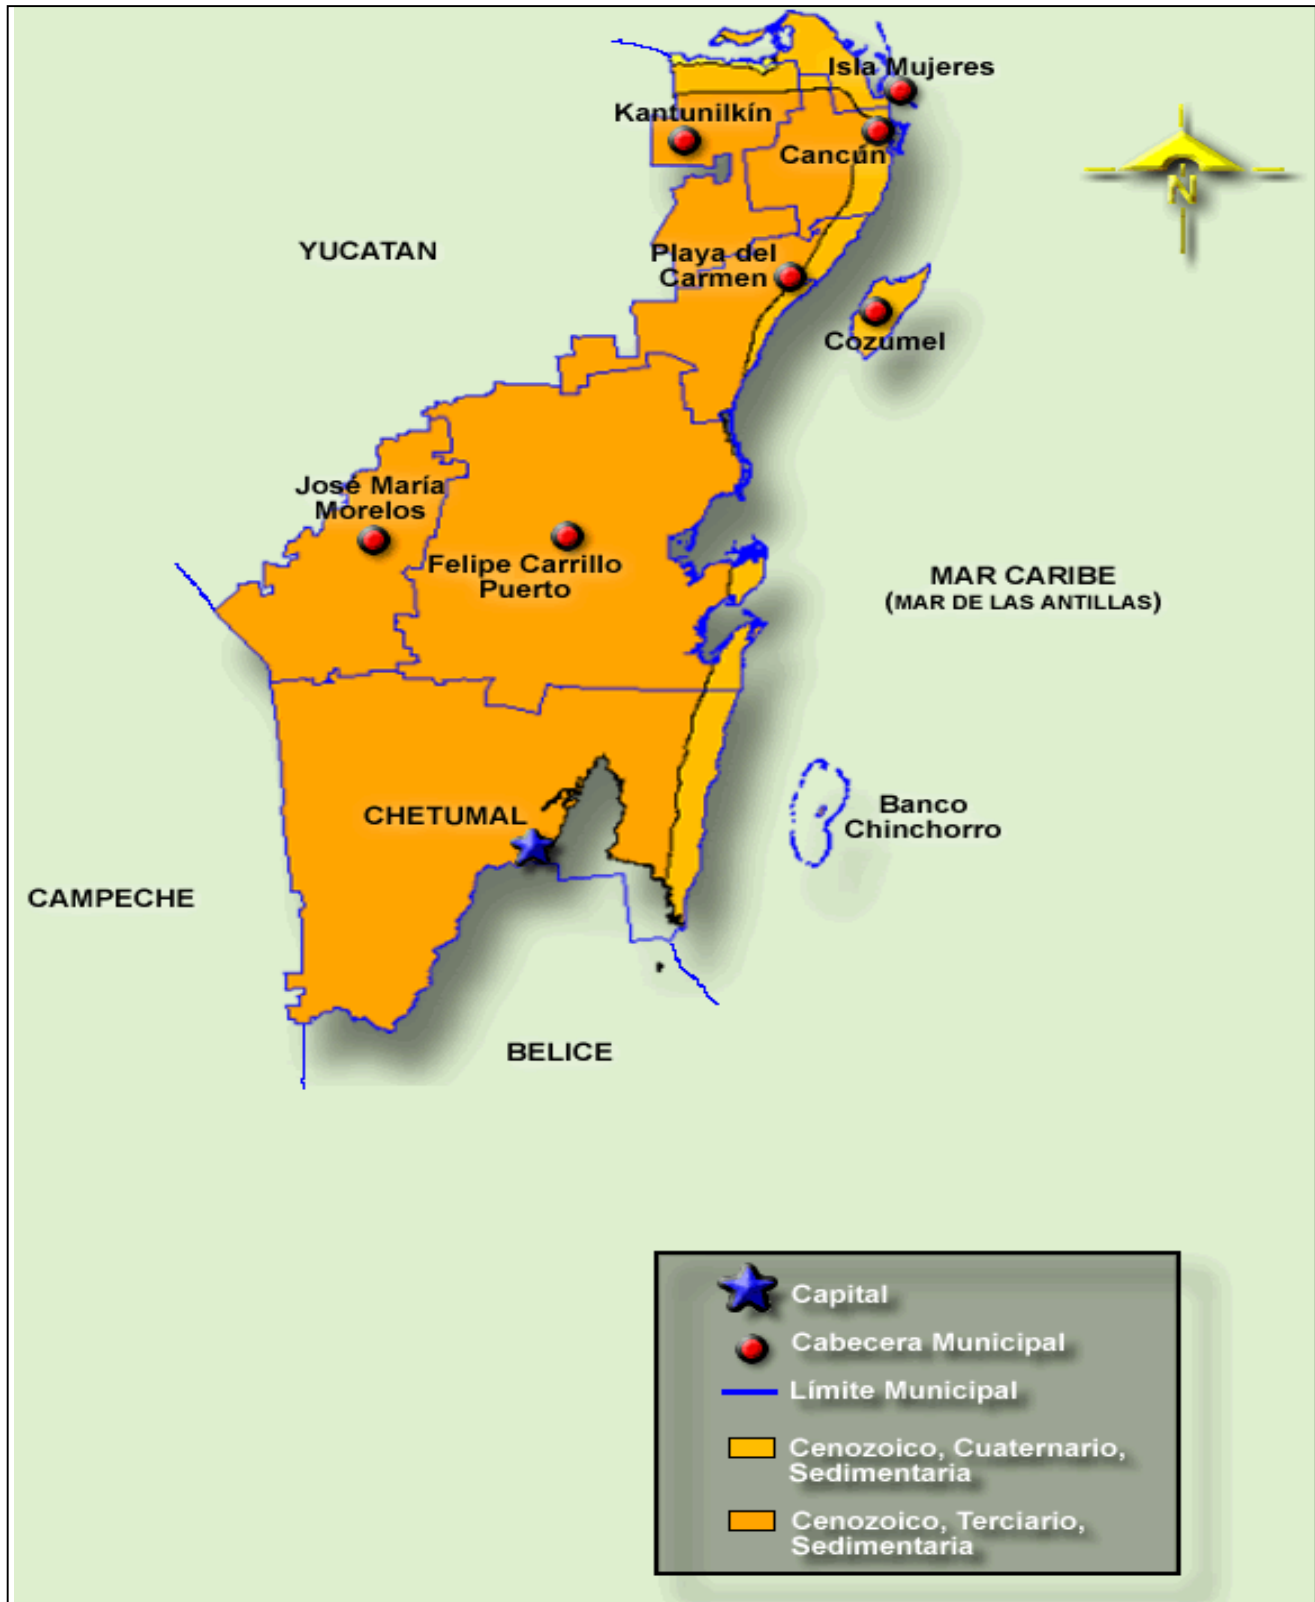 Isla Mujeres
Kantunilkín
Cancún
N
YUCATAN
Playa del
Carmen
Cozumel
José María
Morelos
Felipe Carrillo
Puerto
MAR CARIBE
(MAR DE LAS ANTILLAS)
CHETUMAL
Banco
Chinchorro
CAMPECHE
BELICE
Capital
Cabecera Municipal
Límite Municipal
Cenozoico, Cuaternario,
Sedimentaria
Cenozoico, Terciario,
Sedimentaria